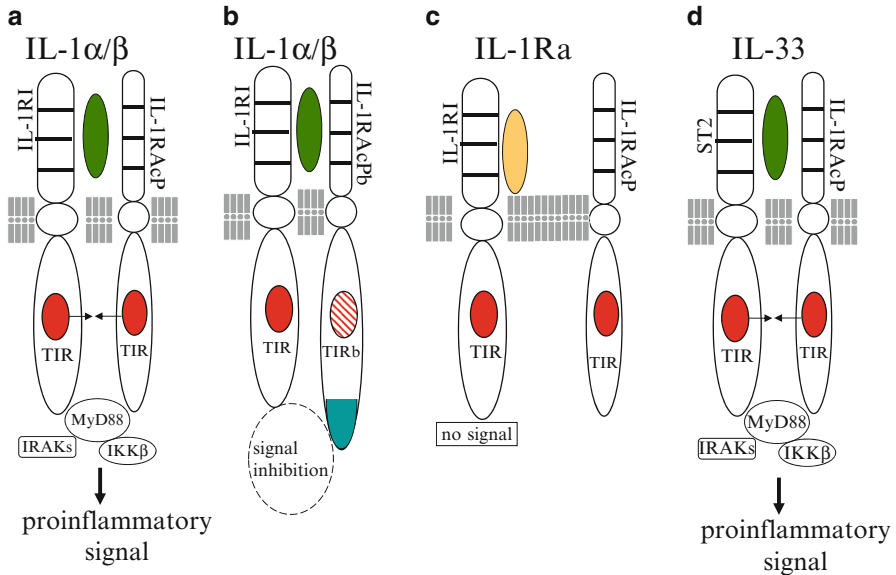 a
IL-1α/β
IL-1RI
IL-1RAcP
TIR
TIR
MyD88
IRAKs
IKKβ
proinflammatory
signal
b
IL-1α/β
IL-1RI
IL-1RAcPb
TIR
TIRb
signal
inhibition
c
IL-1Ra
IL-1RI
IL-1RAcP
TIR
TIR
no signal
d
IL-33
ST2
IL-1RAcP
TIR
TIR
MyD88
IRAKs
IKKβ
proinflammatory
signal